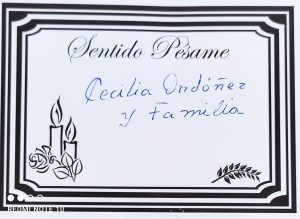 Sentido Pésame
Cecilia Ordóñez
y Familia
REDMI NOTE 10